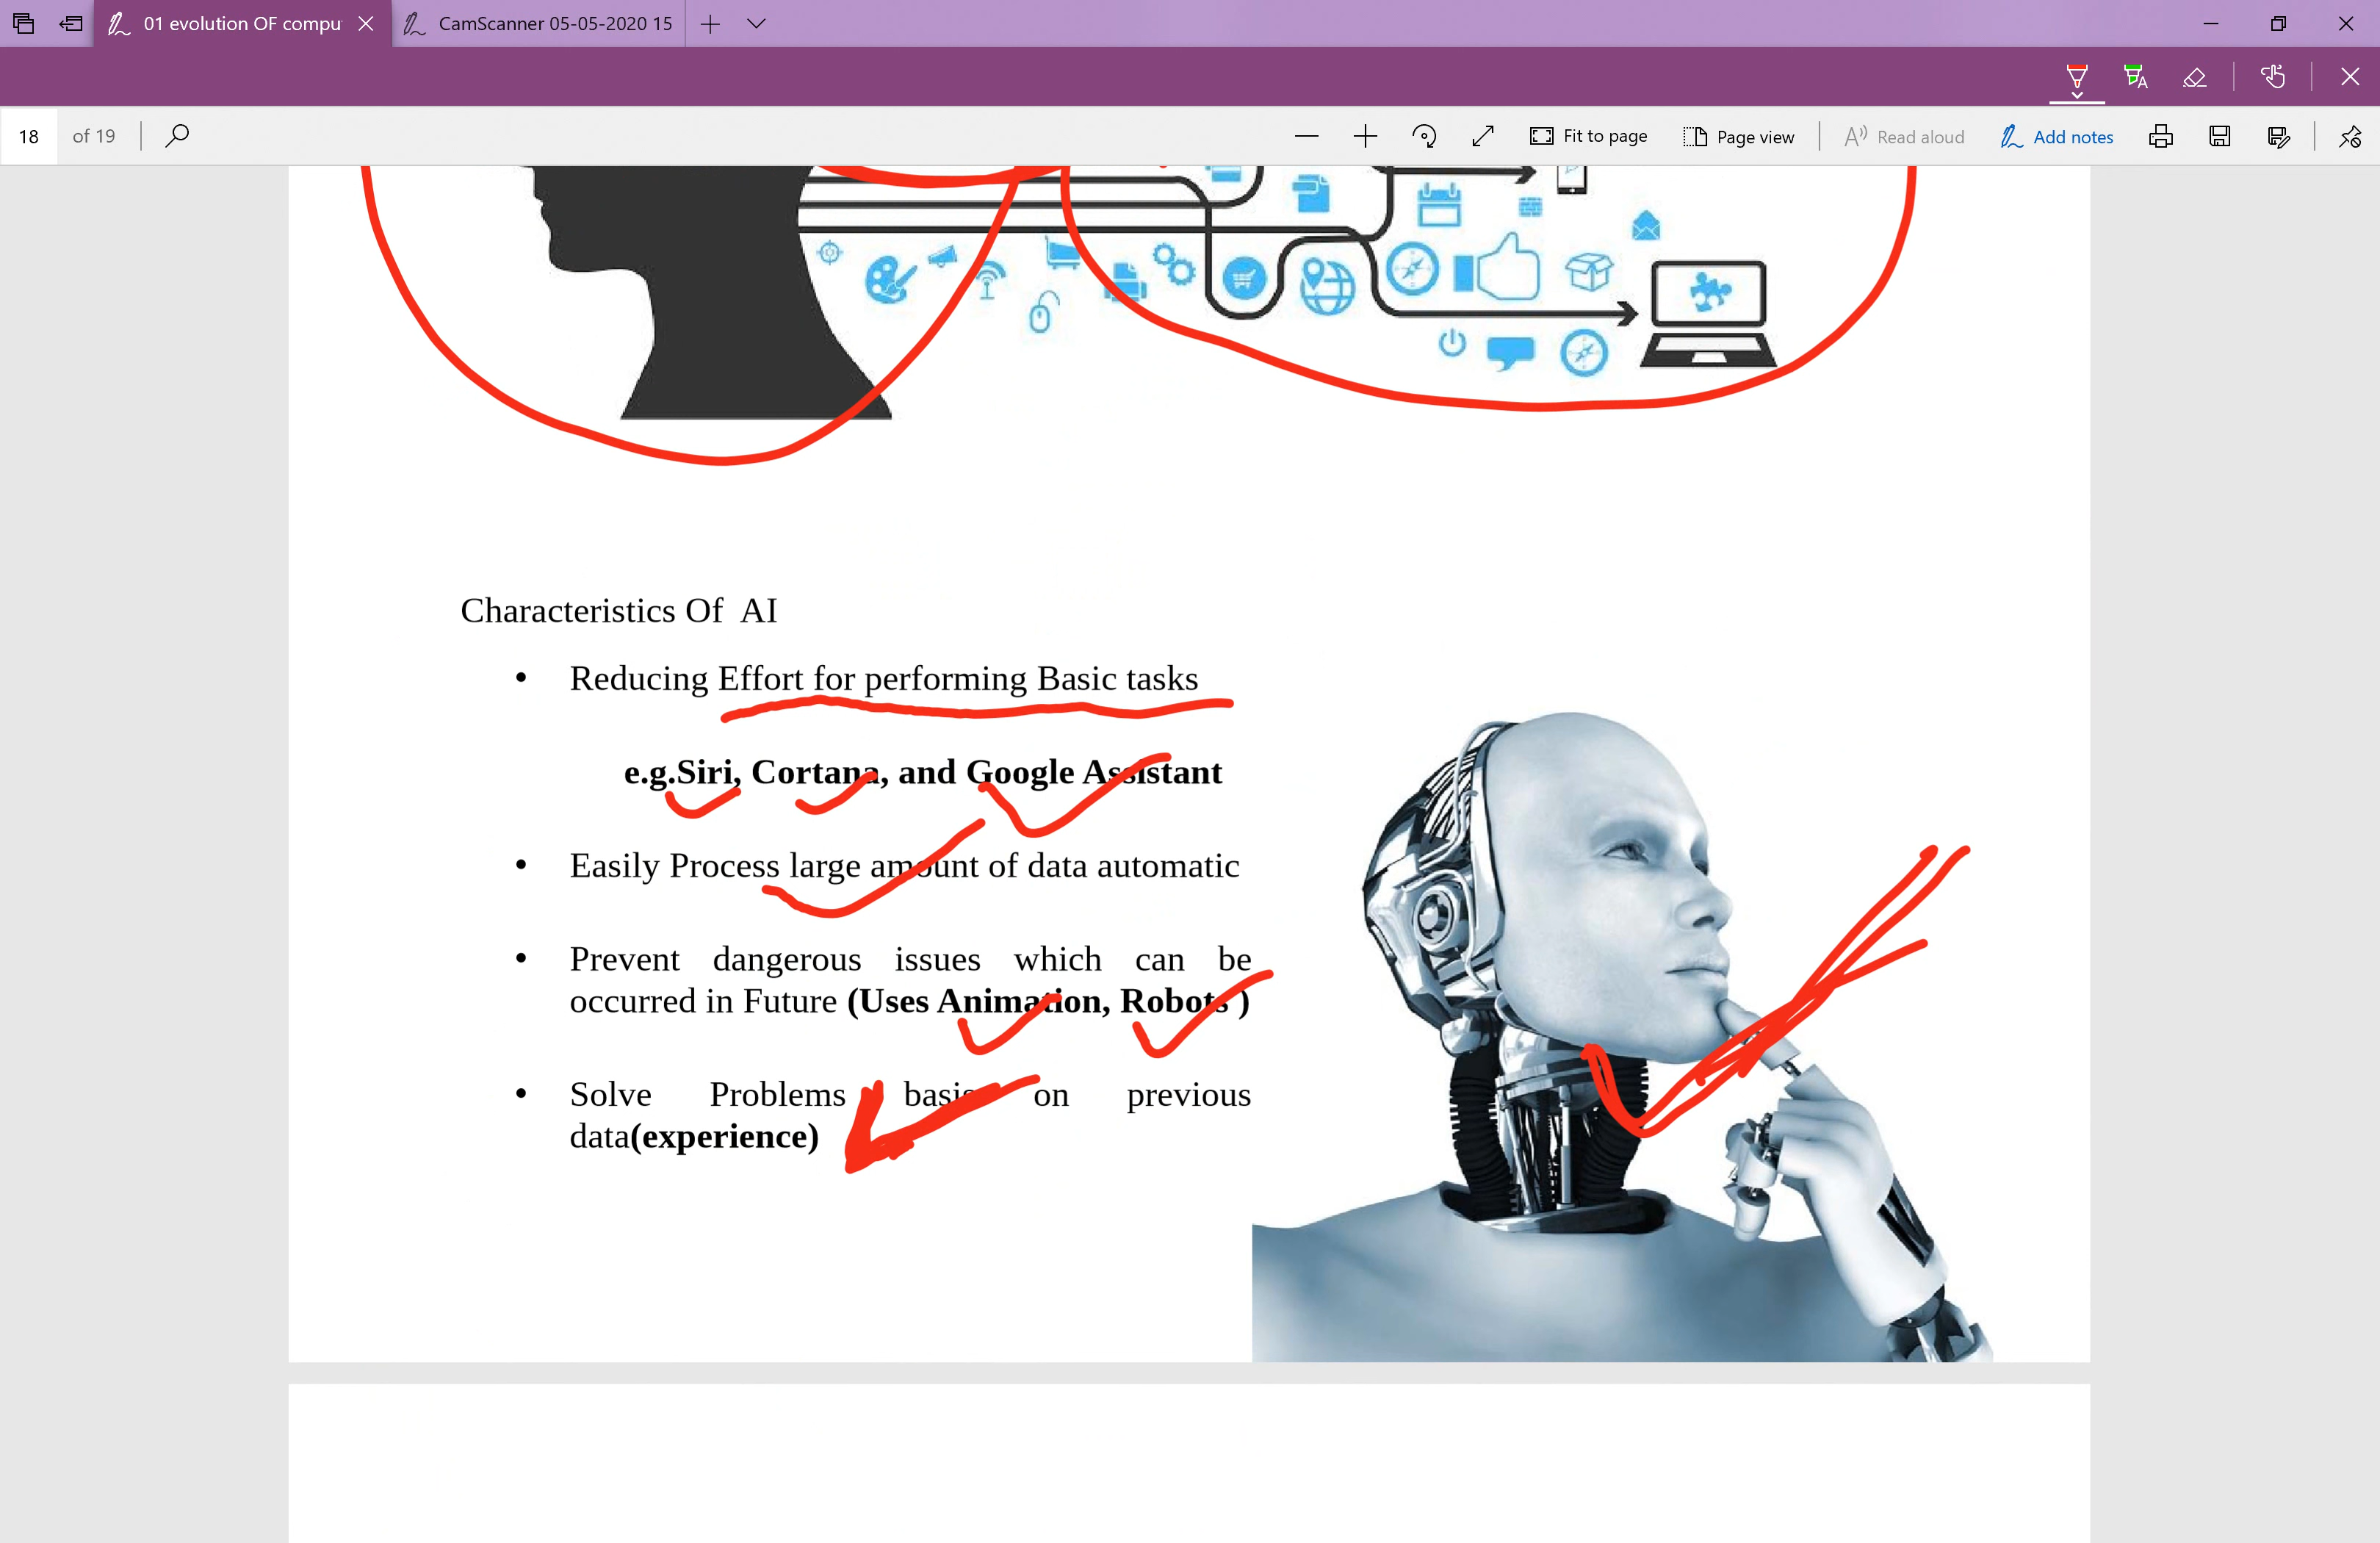 01 evolution OF compu
CamScanner 05-05-2020 15
18 of 19
Fit to page
Page view
Read aloud
Add notes
Characteristics Of AI
• Reducing Effort for performing Basic tasks
e.g.Siri, Cortana, and Google Assistant
• Easily Process large amount of data automatic
• Prevent dangerous issues which can be
occurred in Future (Uses Animation, Robots )
• Solve Problems basis on previous
data(experience)